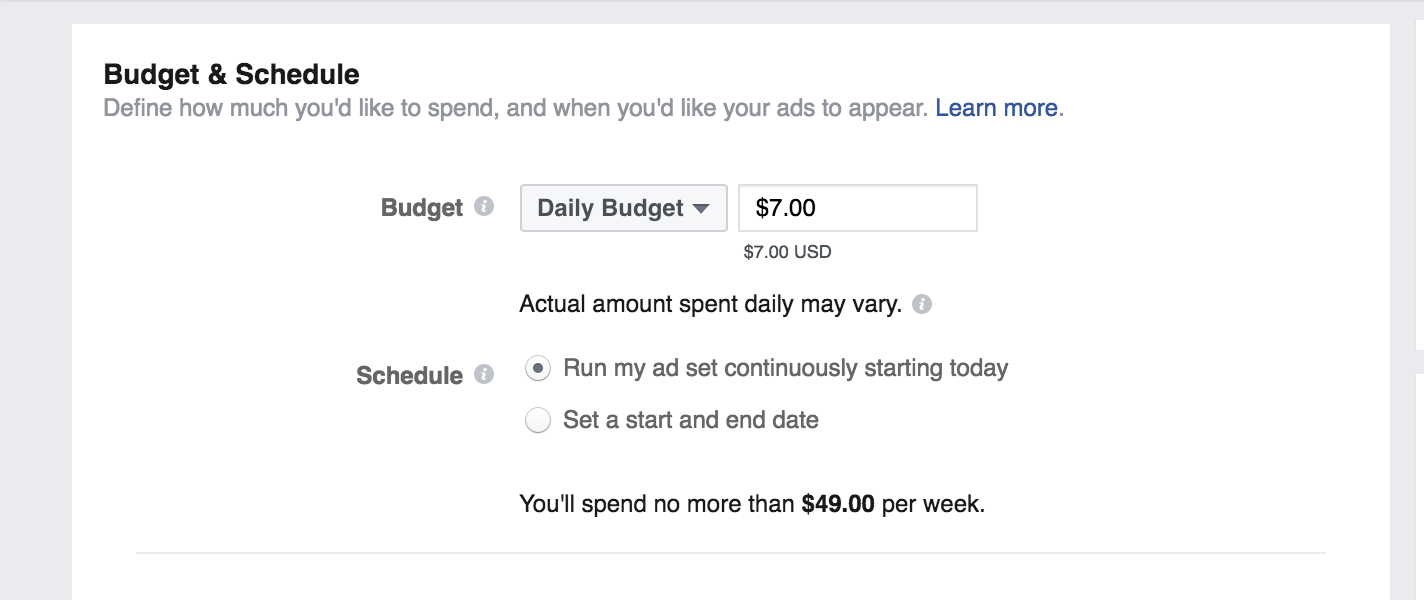 Budget & Schedule
Define how much you'd like to spend, and when you'd like your ads to appear. Learn more.
Budget Daily Budget $7.00
$7.00 USD
Actual amount spent daily may vary.
Schedule Run my ad set continuously starting today
Set a start and end date
You'll spend no more than $49.00 per week.